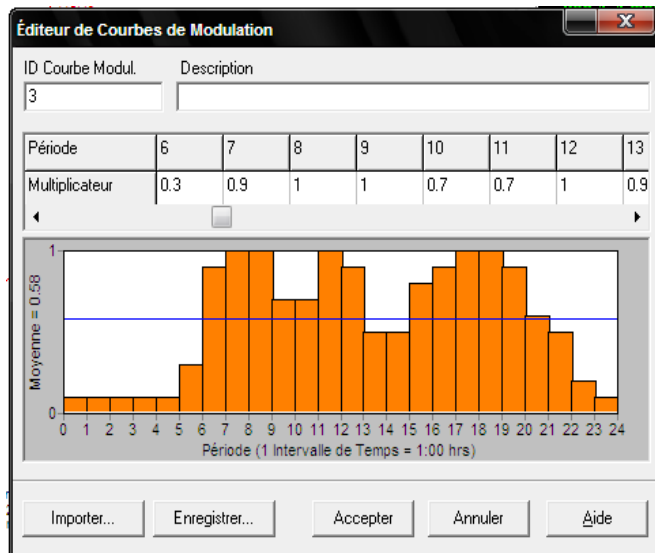 Éditeur de Courbes de Modulation
ID Courbe Modul. Description
3
Période 6 7 8 9 10 11 12 13
Multiplicateur 0.3 0.9 1 1 0.7 0.7 1 0.9
1
Moyenne = 0.58
0
0 1 2 3 4 5 6 7 8 9 10 11 12 13 14 15 16 17 18 19 20 21 22 23 24
Période (1 Intervalle de Temps = 1:00 hrs)
Importer... Enregistrer... Accepter Annuler Aide